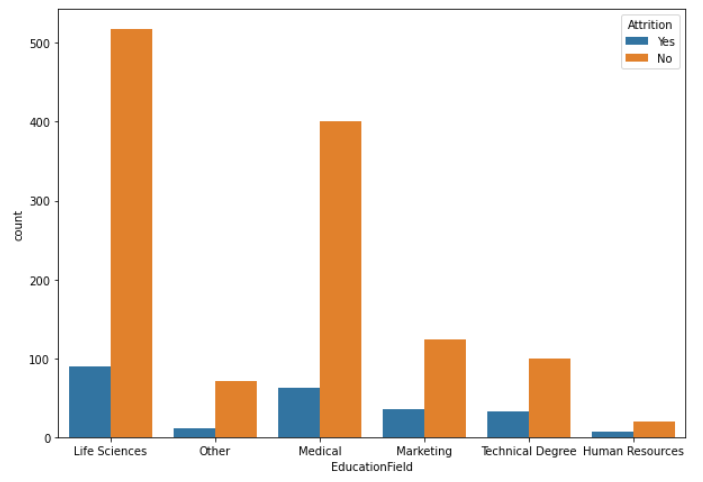 Attrition
Yes
No
500
400
300
200
100
0
count
Life Sciences Other Medical Marketing Technical Degree Human Resources
EducationField